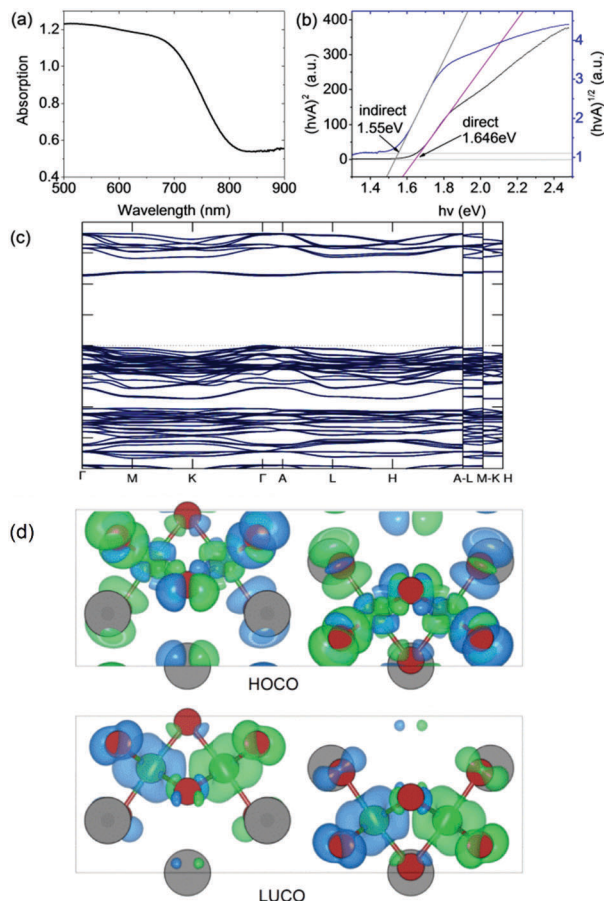 (a)
1.2
1.0
0.8
0.6
0.4
Absorption
500 600 700 800 900
Wavelength (nm)
(b)
400
300
200
100
0
(hνA)² (a.u.)
indirect
1.55eV
direct
1.646eV
4
3
2
1
(hνA)^1/2 (a.u.)
1.4 1.6 1.8 2.0 2.2 2.4
hν (eV)
(c)
Γ M K Γ A L H A-L M-K H
(d)
HOCO
LUCO